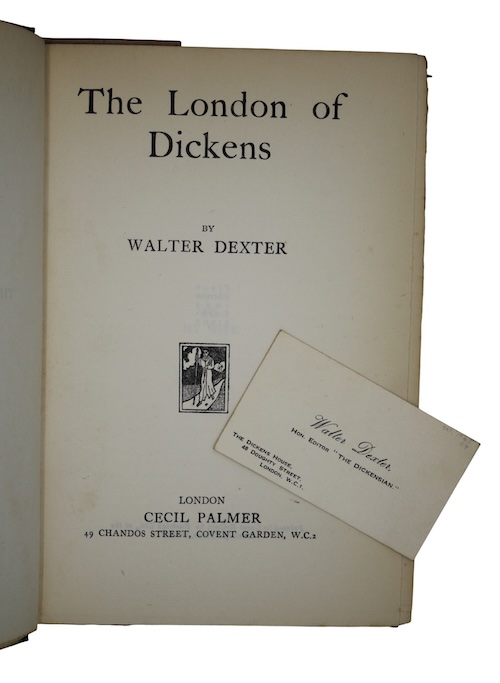 The London of
Dickens
BY
WALTER DEXTER
LONDON
CECIL PALMER
49 CHANDOS STREET, COVENT GARDEN, W.C.2
Walter Dexter,
HON. EDITOR "THE DICKENSIAN."
THE DICKENS HOUSE,
48 DOUGHTY STREET,
LONDON, W.C.1.